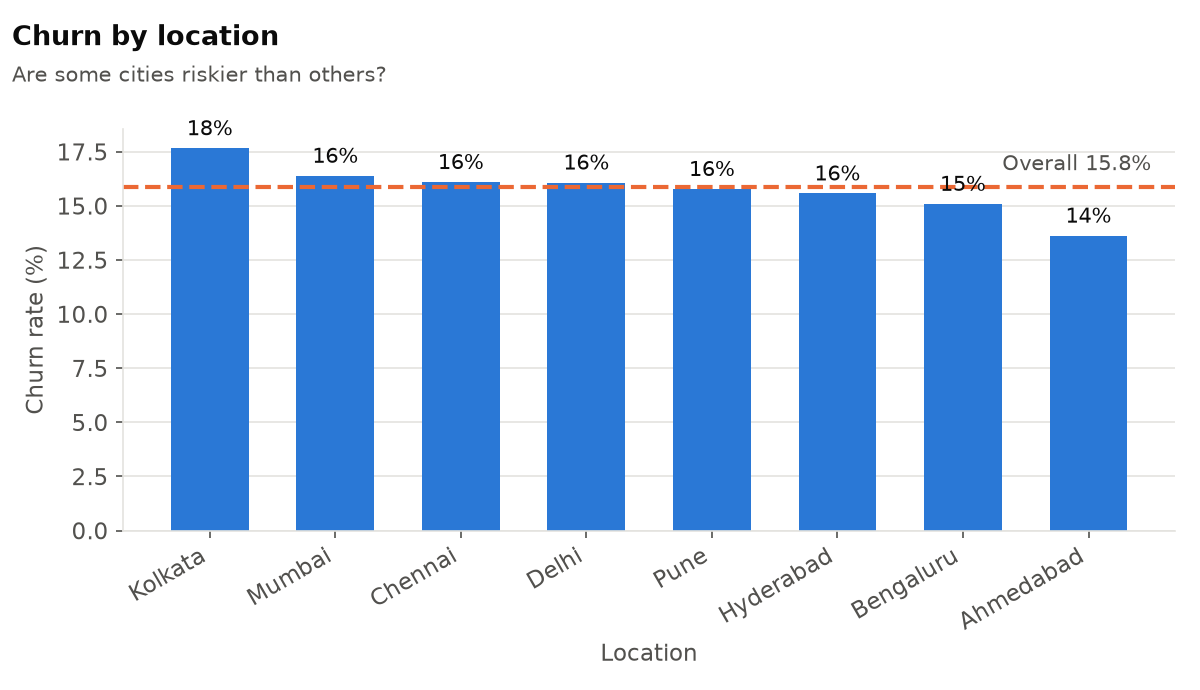 Churn by location
Are some cities riskier than others?
18%
16%
16%
16%
16%
16%
15%
14%
Overall 15.8%
Churn rate (%)
17.5
15.0
12.5
10.0
7.5
5.0
2.5
0.0
Kolkata
Mumbai
Chennai
Delhi
Pune
Hyderabad
Bengaluru
Ahmedabad
Location